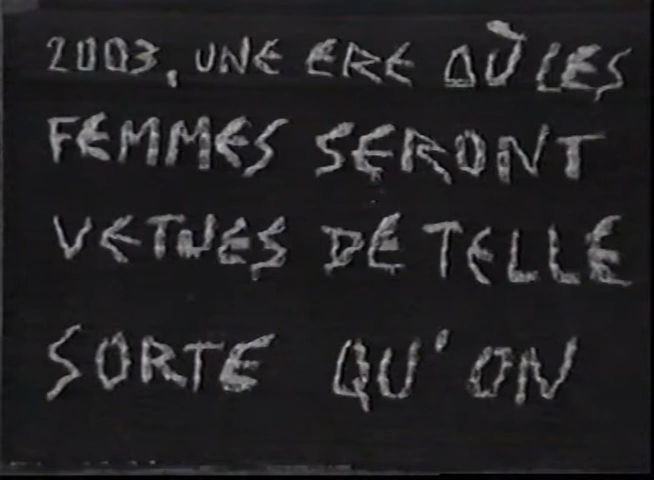 2003, UNE ERE OÙ LES
FEMMES SERONT
VETUES DE TELLE
SORTE QU'ON